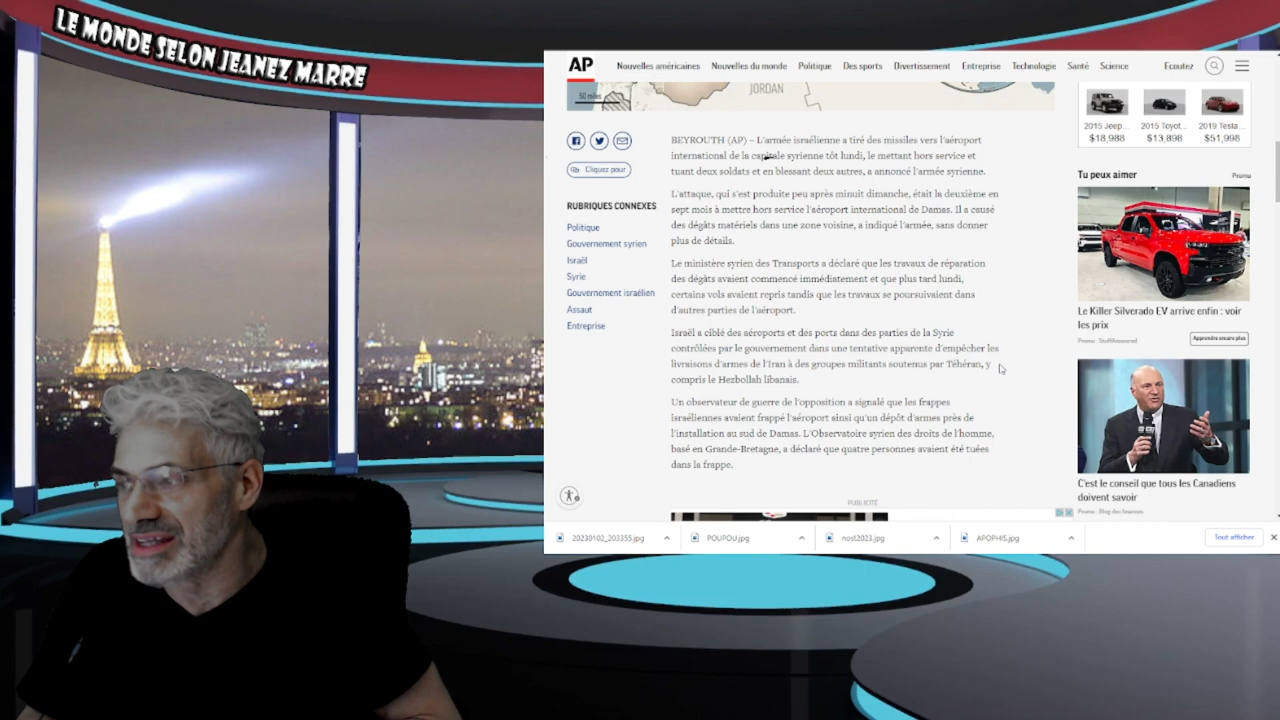 LE MONDE SELON JEANEZ MARRE
AP
Nouvelles américaines Nouvelles du monde Politique Des sports Divertissement Entreprise Technologie Santé Science Ecoutez
50 miles
JORDAN
2015 Jeep... 2015 Toyot... 2019 Tesla...
$18,988 $13,898 $51,998
Cliquez pour
RUBRIQUES CONNEXES
Politique
Gouvernement syrien
Israël
Syrie
Gouvernement israélien
Assaut
Entreprise
BEYROUTH (AP) – L'armée israélienne a tiré des missiles vers l'aéroport
international de la capitale syrienne tôt lundi, le mettant hors service et
tuant deux soldats et en blessant deux autres, a annoncé l'armée syrienne.
L'attaque, qui s'est produite peu après minuit dimanche, était la deuxième en
sept mois à mettre hors service l'aéroport international de Damas. Il a causé
des dégâts matériels dans une zone voisine, a indiqué l'armée, sans donner
plus de détails.
Le ministère syrien des Transports a déclaré que les travaux de réparation
des dégâts avaient commencé immédiatement et que plus tard lundi,
certains vols avaient repris tandis que les travaux se poursuivaient dans
d'autres parties de l'aéroport.
Israël a ciblé des aéroports et des ports dans des parties de la Syrie
contrôlées par le gouvernement dans une tentative apparente d'empêcher les
livraisons d'armes de l'Iran à des groupes militants soutenus par Téhéran, y
compris le Hezbollah libanais.
Un observateur de guerre de l'opposition a signalé que les frappes
israéliennes avaient frappé l'aéroport ainsi qu'un dépôt d'armes près de
l'installation au sud de Damas. L'Observatoire syrien des droits de l'homme,
basé en Grande-Bretagne, a déclaré que quatre personnes avaient été tuées
dans la frappe.
PUBLICITÉ
Tu peux aimer
Promu
Le Killer Silverado EV arrive enfin : voir
les prix
Promu : StuffAnswered
Apprendre encore plus
C'est le conseil que tous les Canadiens
doivent savoir
Promu : Blog des finances
20230102_203355.jpg POUPOU.jpg nost2023.jpg APOPHIS.jpg Tout afficher